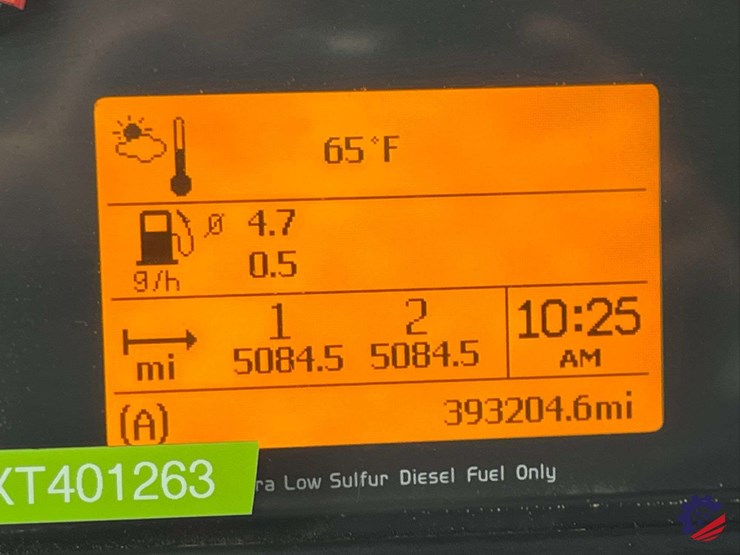 65°F
ø 4.7
0.5
g/h
1 2
mi 5084.5 5084.5
10:25
AM
(A) 393204.6mi
XT401263
ra Low Sulfur Diesel Fuel Only